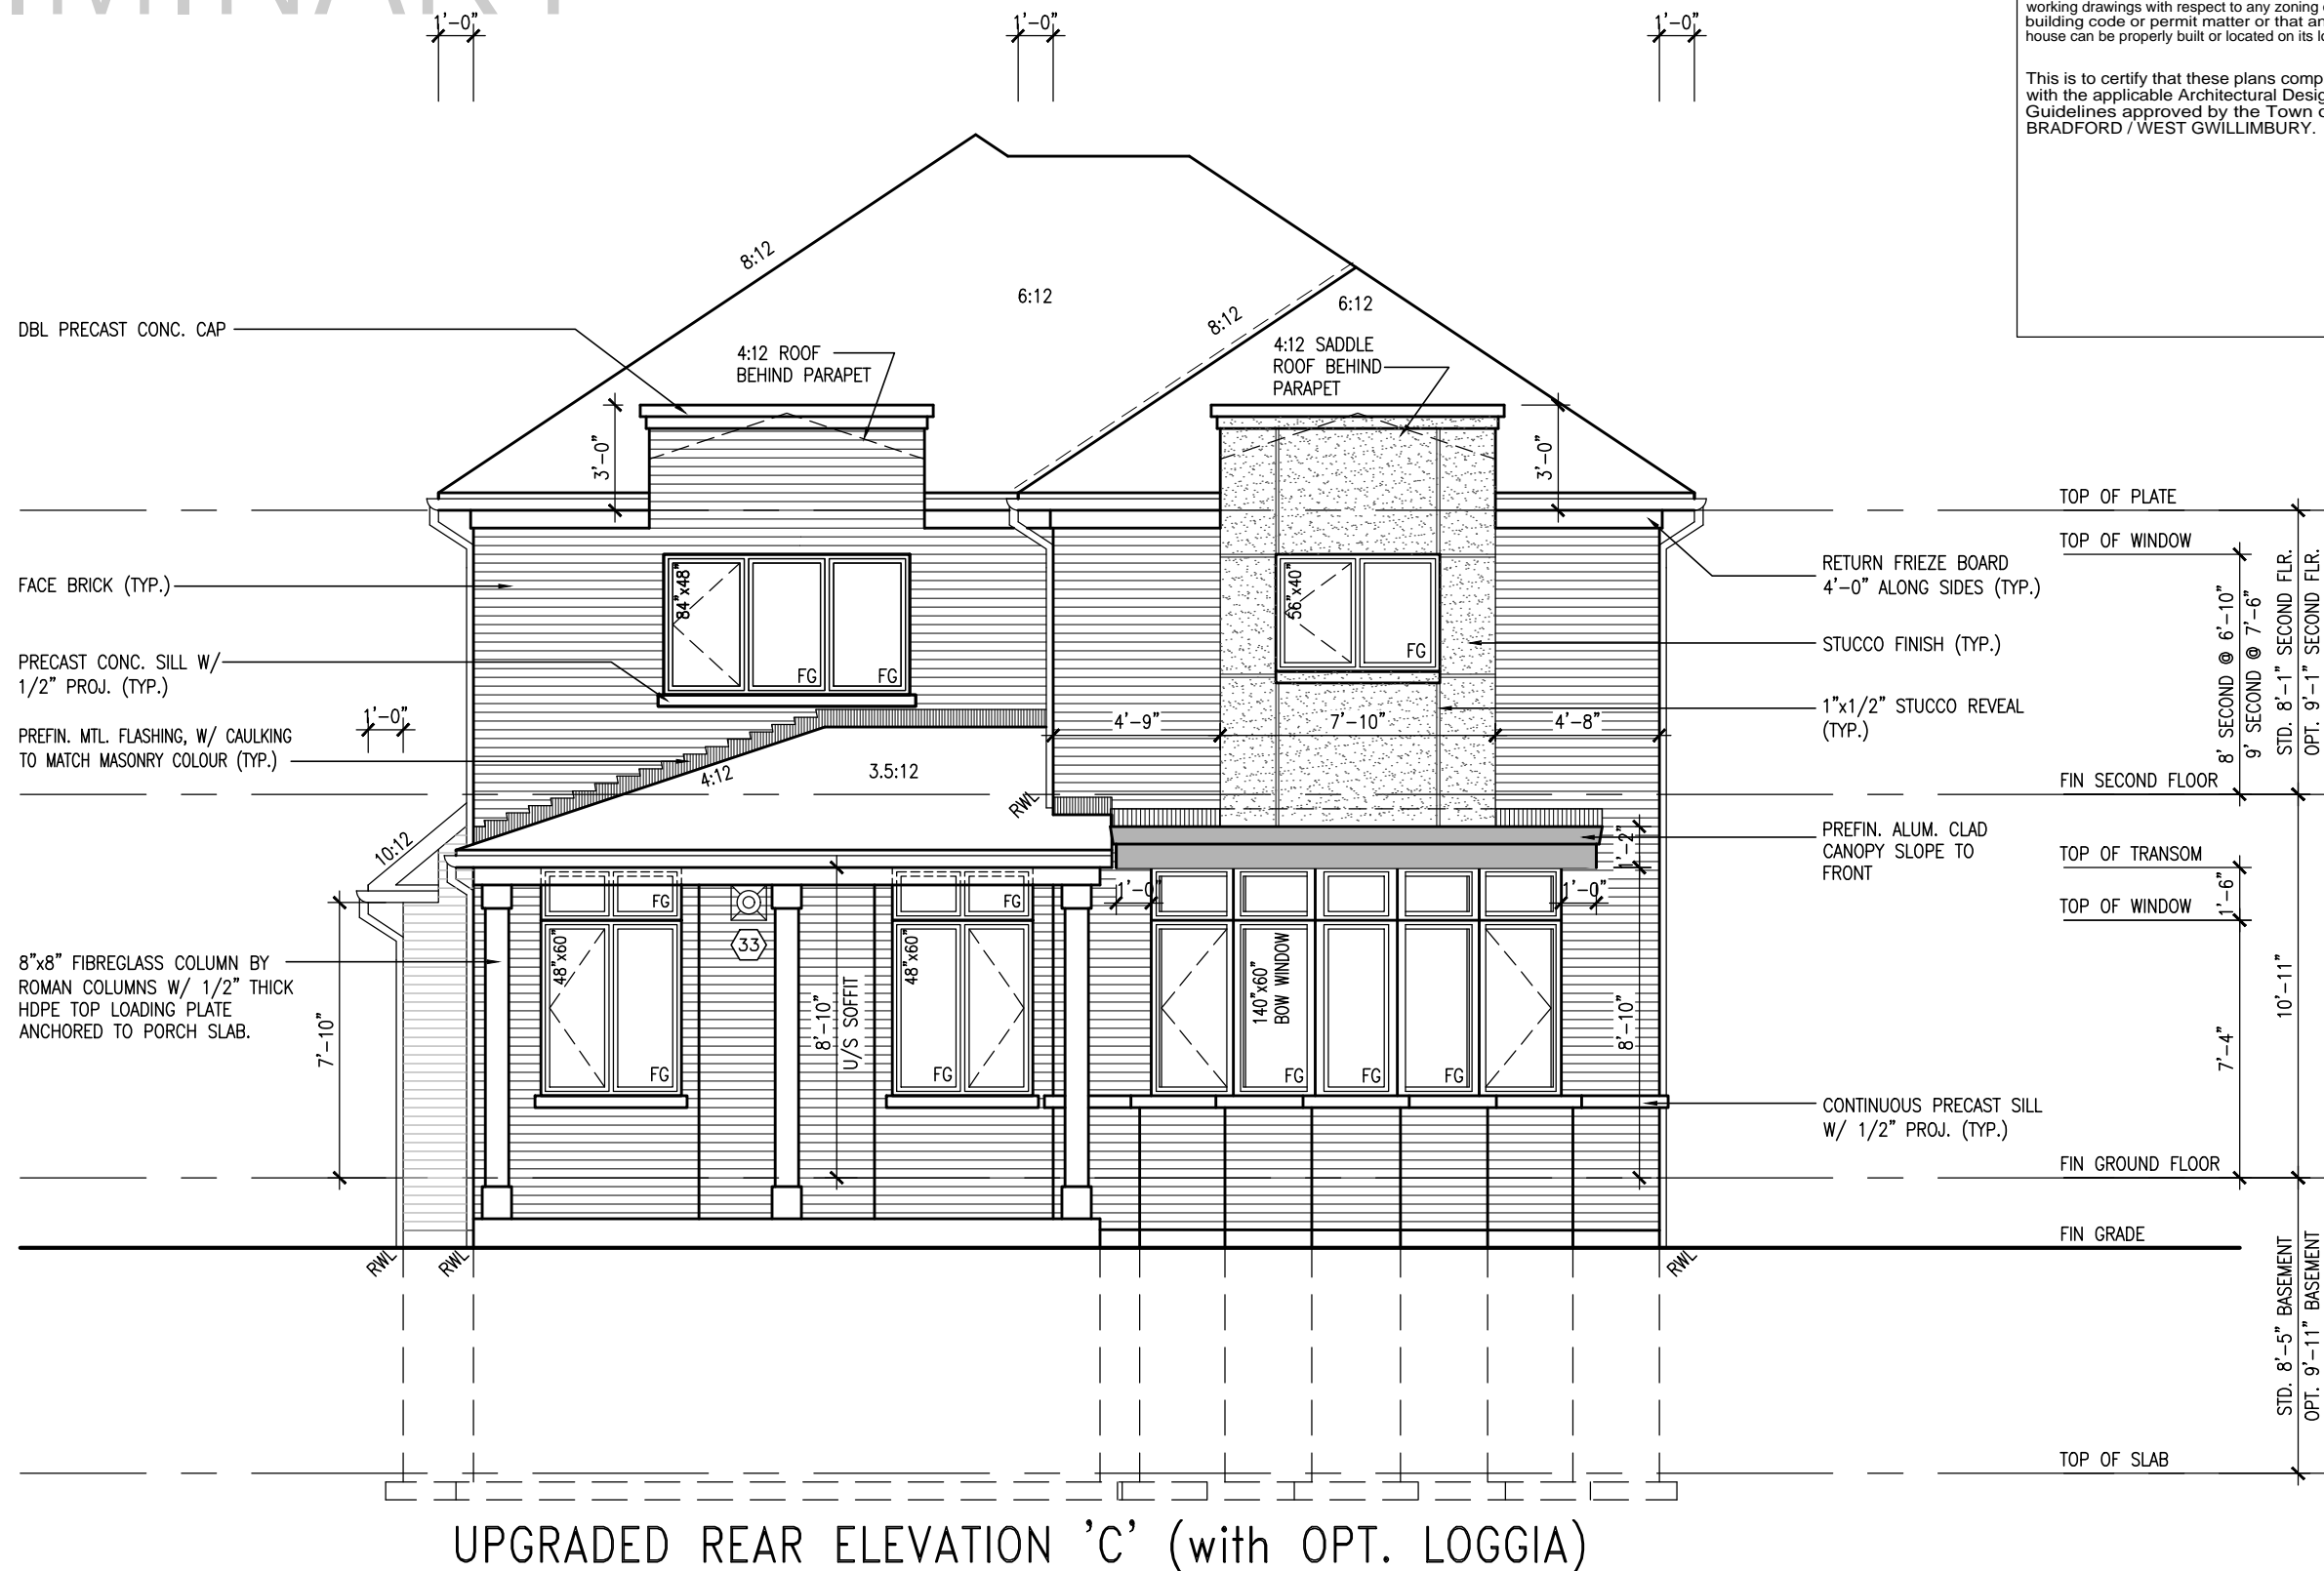 1'-0"
1'-0"
1'-0"
working drawings with respect to any zoning
building code or permit matter or that
house can be properly built or located on its
This is to certify that these plans
with the applicable Architectural
Guidelines approved by the Town
BRADFORD / WEST GWILLIMBURY.
8:12
6:12
8:12
6:12
DBL PRECAST CONC. CAP
4:12 ROOF
BEHIND PARAPET
4:12 SADDLE
ROOF BEHIND
PARAPET
3'-0"
3'-0"
TOP OF PLATE
TOP OF WINDOW
FACE BRICK (TYP.)
84"x48"
FG
FG
56"x40"
FG
RETURN FRIEZE BOARD
4'-0" ALONG SIDES (TYP.)
STUCCO FINISH (TYP.)
PRECAST CONC. SILL W/
1/2" PROJ. (TYP.)
1'-0"
4'-9"
7'-10"
4'-8"
1"x1/2" STUCCO REVEAL
(TYP.)
PREFIN. MTL. FLASHING, W/ CAULKING
TO MATCH MASONRY COLOUR (TYP.)
4:12
3.5:12
8' SECOND @ 6'-10"
9' SECOND @ 7'-6"
STD. 8'-1" SECOND FLR.
OPT. 9'-1" SECOND FLR.
FIN SECOND FLOOR
RWL
10:12
PREFIN. ALUM. CLAD
CANOPY SLOPE TO
FRONT
1'-2"
TOP OF TRANSOM
1'-6"
TOP OF WINDOW
FG
FG
1'-0"
1'-0"
33
8"x8" FIBREGLASS COLUMN BY
ROMAN COLUMNS W/ 1/2" THICK
HDPE TOP LOADING PLATE
ANCHORED TO PORCH SLAB.
7'-10"
48"x60"
FG
8'-10"
U/S SOFFIT
48"x60"
FG
140"x60"
BOW WINDOW
FG
FG
FG
8'-10"
7'-4"
10'-11"
CONTINUOUS PRECAST SILL
W/ 1/2" PROJ. (TYP.)
FIN GROUND FLOOR
FIN GRADE
RWL
RWL
RWL
STD. 8'-5" BASEMENT
OPT. 9'-11" BASEMENT
TOP OF SLAB
UPGRADED REAR ELEVATION 'C' (with OPT. LOGGIA)